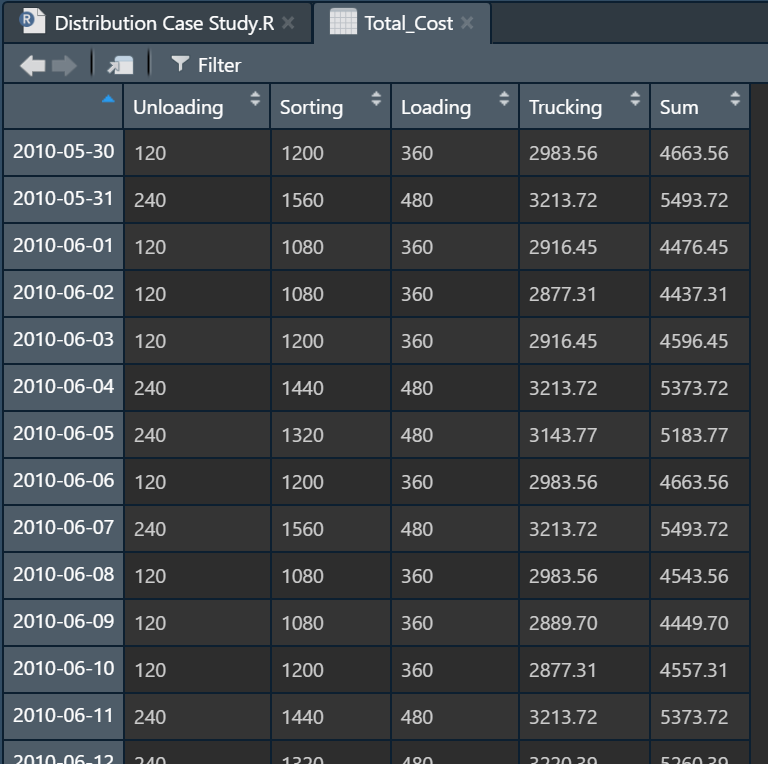 R Distribution Case Study.R × Total_Cost ×
Filter
Unloading Sorting Loading Trucking Sum
2010-05-30 120 1200 360 2983.56 4663.56
2010-05-31 240 1560 480 3213.72 5493.72
2010-06-01 120 1080 360 2916.45 4476.45
2010-06-02 120 1080 360 2877.31 4437.31
2010-06-03 120 1200 360 2916.45 4596.45
2010-06-04 240 1440 480 3213.72 5373.72
2010-06-05 240 1320 480 3143.77 5183.77
2010-06-06 120 1200 360 2983.56 4663.56
2010-06-07 240 1560 480 3213.72 5493.72
2010-06-08 120 1080 360 2983.56 4543.56
2010-06-09 120 1080 360 2889.70 4449.70
2010-06-10 120 1200 360 2877.31 4557.31
2010-06-11 240 1440 480 3213.72 5373.72
2010-06-12 240 1320 480 3220.39 5260.39